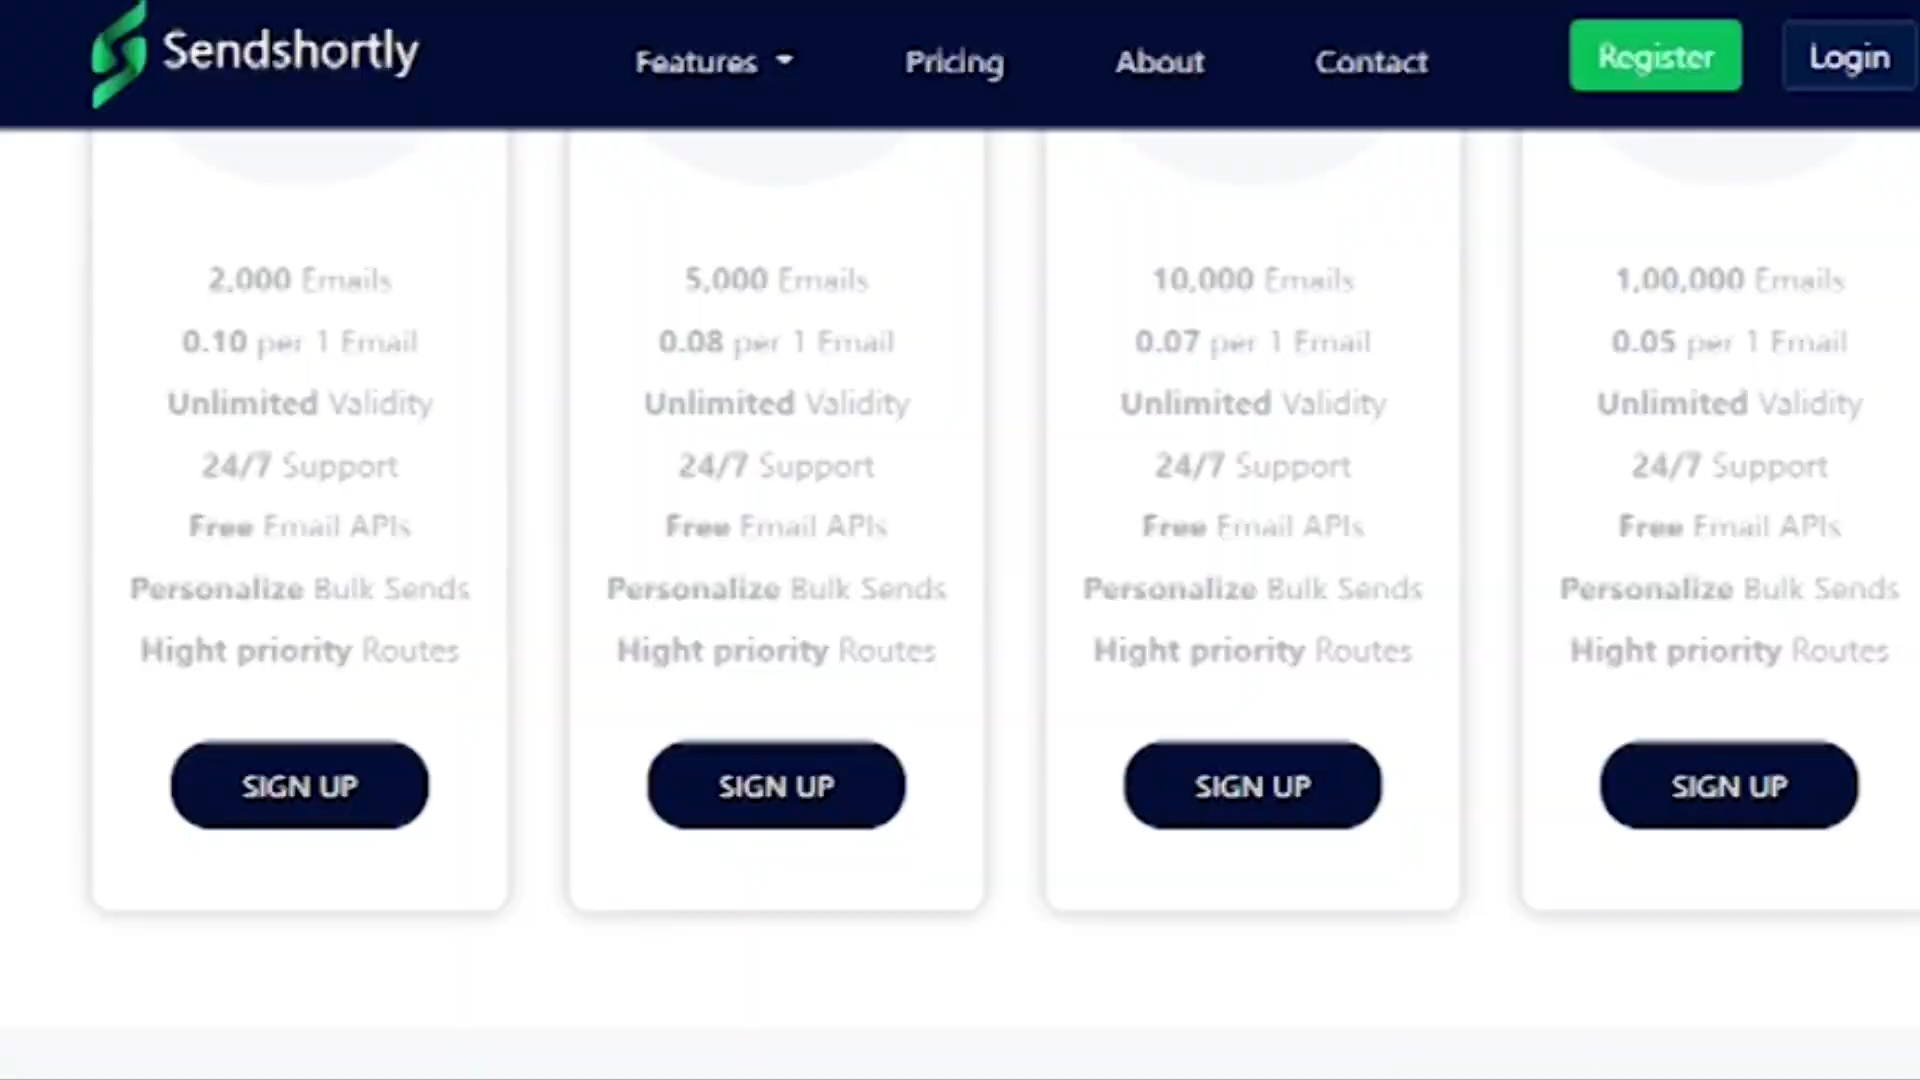 Sendshortly
Features
Pricing
About
Contact
Register
Login
2,000 Emails
0.10 per 1 Email
Unlimited Validity
24/7 Support
Free Email APIs
Personalize Bulk Sends
Hight priority Routes
SIGN UP
5,000 Emails
0.08 per 1 Email
Unlimited Validity
24/7 Support
Free Email APIs
Personalize Bulk Sends
Hight priority Routes
SIGN UP
10,000 Emails
0.07 per 1 Email
Unlimited Validity
24/7 Support
Free Email APIs
Personalize Bulk Sends
Hight priority Routes
SIGN UP
1,00,000 Emails
0.05 per 1 Email
Unlimited Validity
24/7 Support
Free Email APIs
Personalize Bulk Sends
Hight priority Routes
SIGN UP